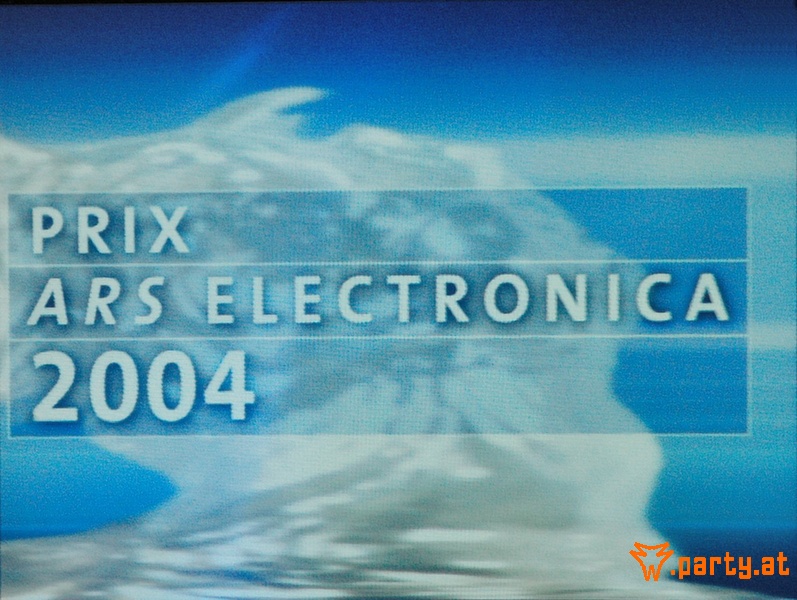 PRIX
ARS ELECTRONICA
2004
.party.at